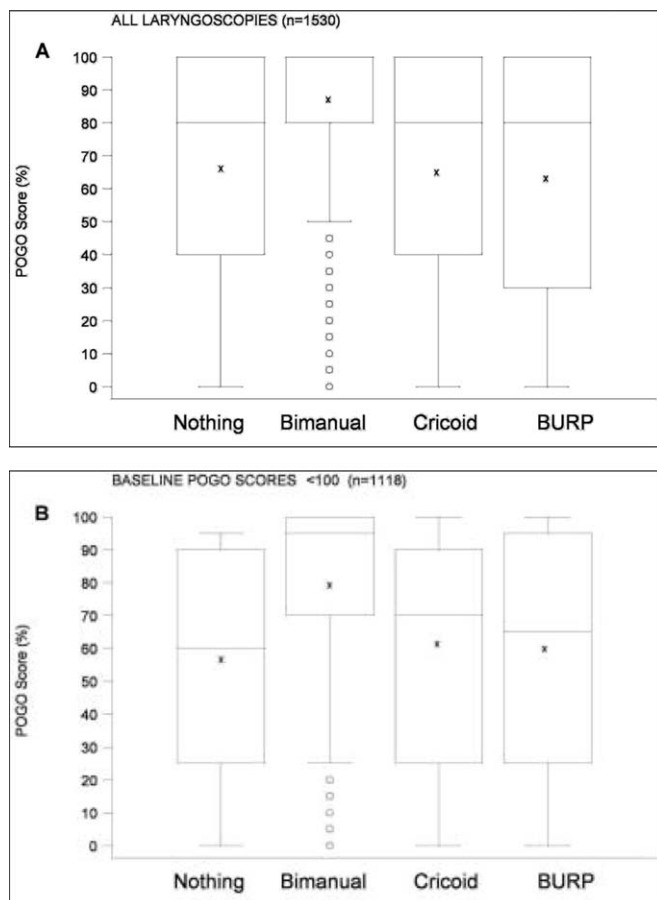 ALL LARYNGOSCOPIES (n=1530)
A
POGO Score (%)
100
90
80
70
60
50
40
30
20
10
0
Nothing Bimanual Cricoid BURP
BASELINE POGO SCORES <100 (n=1118)
B
POGO Score (%)
100
90
80
70
60
50
40
30
20
10
0
Nothing Bimanual Cricoid BURP